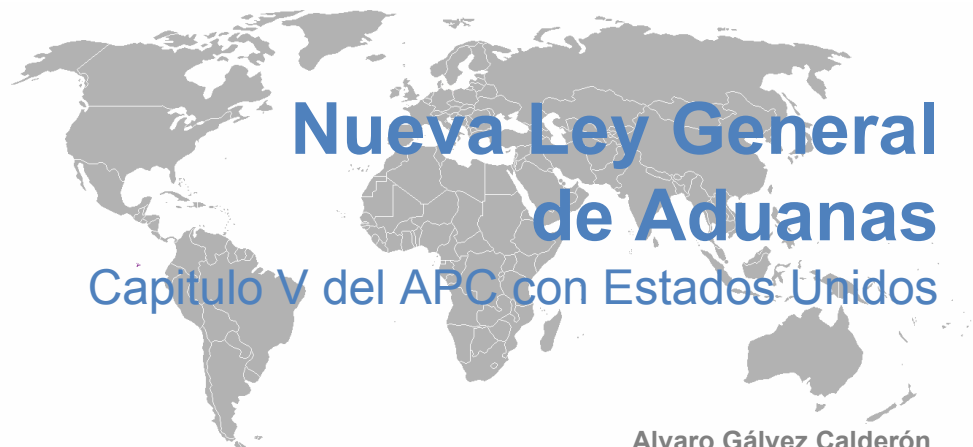 Nueva Ley General
de Aduanas
Capitulo V del APC con Estados Unidos
Alvaro Gálvez Calderón